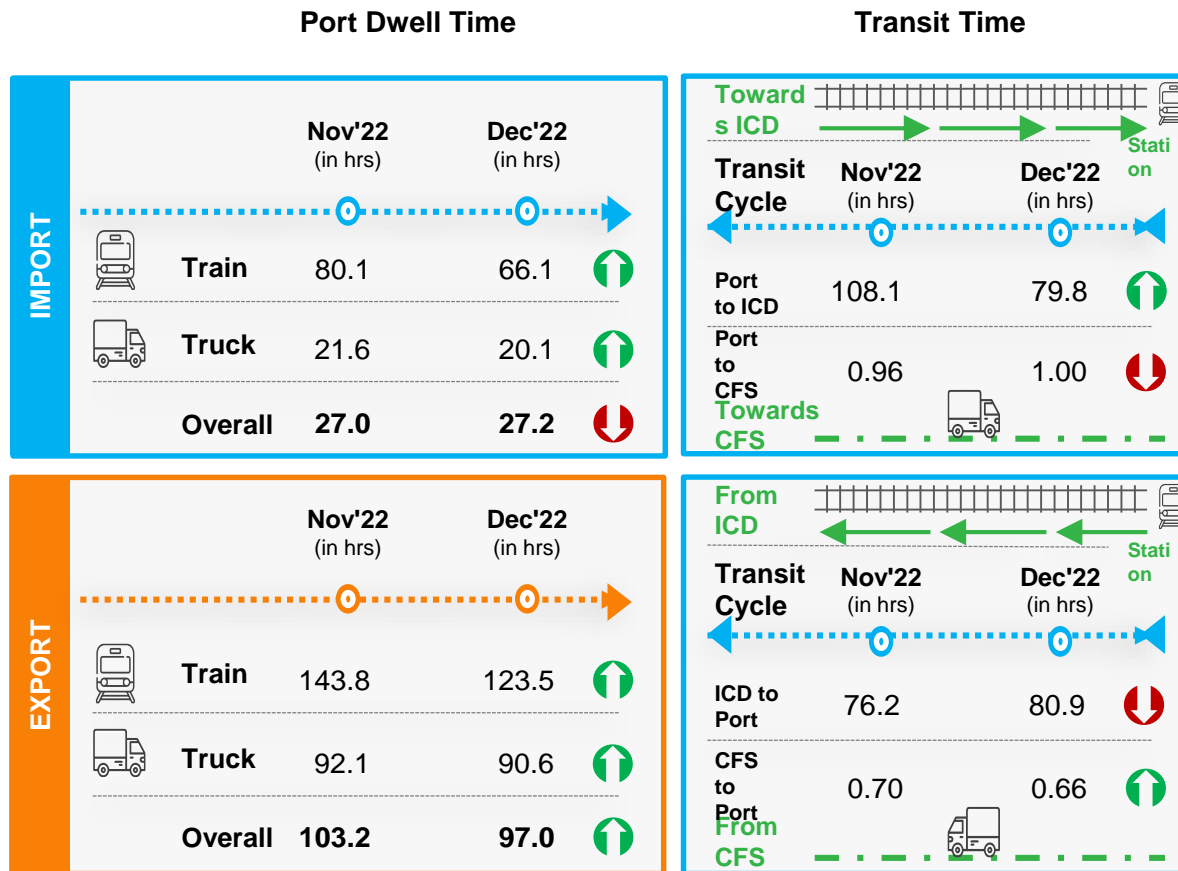 Port Dwell Time
Transit Time
IMPORT
Nov'22
(in hrs)
Dec'22
(in hrs)
Train 80.1 66.1
Truck 21.6 20.1
Overall 27.0 27.2
Toward
s ICD
Stati
on
Transit
Cycle
Nov'22
(in hrs)
Dec'22
(in hrs)
Port
to ICD
108.1 79.8
Port
to
CFS
0.96 1.00
Towards
CFS
EXPORT
Nov'22
(in hrs)
Dec'22
(in hrs)
Train 143.8 123.5
Truck 92.1 90.6
Overall 103.2 97.0
From
ICD
Stati
on
Transit
Cycle
Nov'22
(in hrs)
Dec'22
(in hrs)
ICD to
Port
76.2 80.9
CFS
to
Port
0.70 0.66
From
CFS